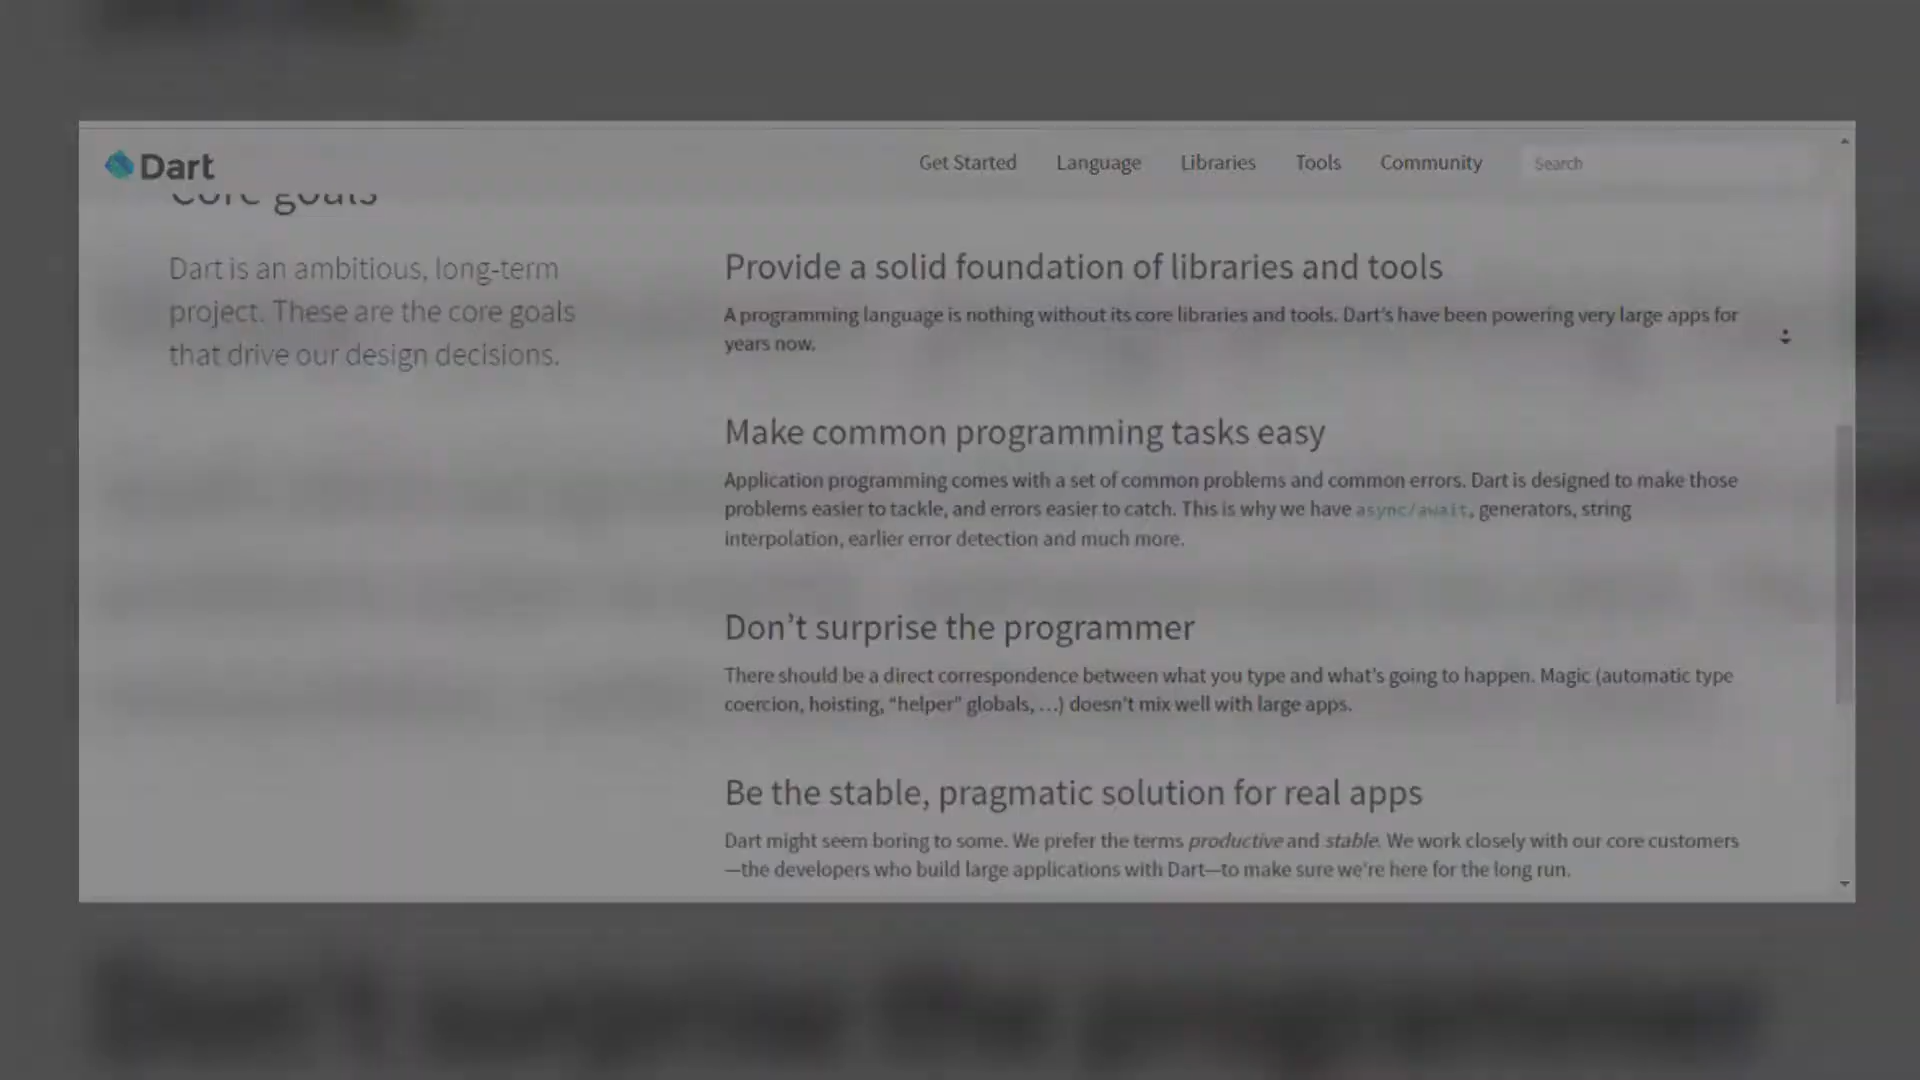 Dart
Get Started
Language
Libraries
Tools
Community
Search
Core goals
Dart is an ambitious, long-term
project. These are the core goals
that drive our design decisions.
Provide a solid foundation of libraries and tools
A programming language is nothing without its core libraries and tools. Dart's have been powering very large apps for
years now.
Make common programming tasks easy
Application programming comes with a set of common problems and common errors. Dart is designed to make those
problems easier to tackle, and errors easier to catch. This is why we have async/await, generators, string
interpolation, earlier error detection and much more.
Don’t surprise the programmer
There should be a direct correspondence between what you type and what's going to happen. Magic (automatic type
coercion, hoisting, “helper” globals, …) doesn't mix well with large apps.
Be the stable, pragmatic solution for real apps
Dart might seem boring to some. We prefer the terms productive and stable. We work closely with our core customers
—the developers who build large applications with Dart—to make sure we're here for the long run.
Don't surprise the programmer